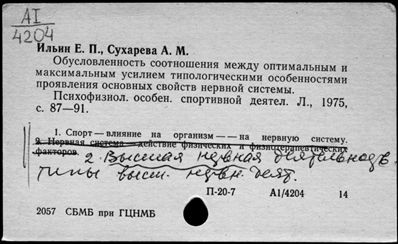 AI
4204
Ильин Е. П., Сухарева А. М.
Обусловленность соотношения между оптимальным и
максимальным усилием типологическими особенностями
проявления основных свойств нервной системы.
Психофизиол. особен. спортивной деятел. Л., 1975,
с. 87—91.
1. Спорт—влияние на организм — — на нервную систему.
2. Нервная система—действие физических и физиотерапевтических
факторов
2. Высшая нервная деятельность.
типы высш. нервн. деят.
П-20-7 А1/4204 14
2057 СБМБ при ГЦНМБ